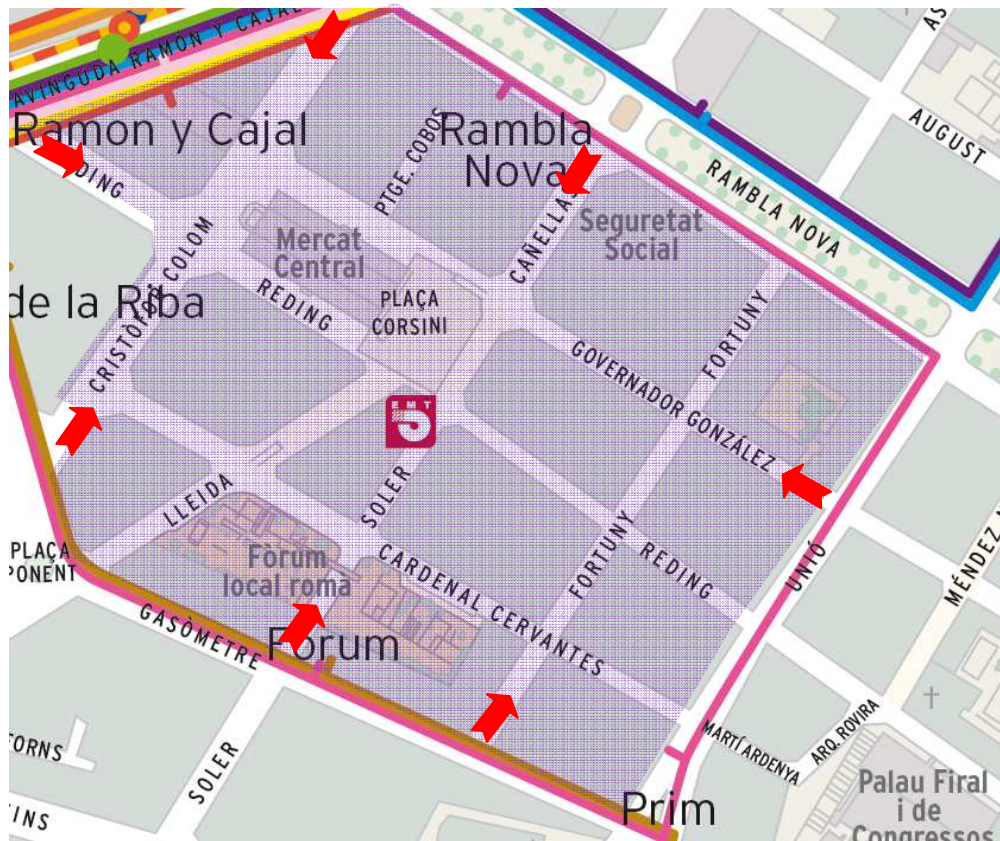 AVINGUDA RAMON Y CAJAL
AUGUST
Ramon y Cajal
Rambla
Nova
PTGE. COBOS
RAMBLA NOVA
CAÑELLAS
Seguretat
Social
Mercat
Central
REDING
PLAÇA
CORSINI
de la Riba
CRISTÒFOR COLOM
FORTUNY
GOVERNADOR GONZÁLEZ
EMT
SOLER
LLEIDA
FORTUNY
REDING
UNIÓ
MÉNDEZ
PLAÇA
PONENT
Fòrum
local romà
CARDENAL CERVANTES
GASÒMETRE
Fòrum
MARTÍ ARDENYA
ARQ. ROVIRA
SOLER
Prim
Palau Firal
i de
Congressos